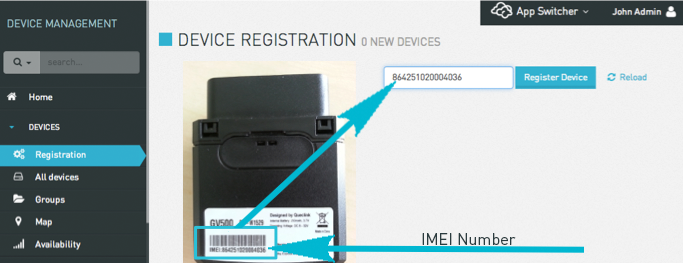 DEVICE MANAGEMENT
App Switcher
John Admin
search...
Home
DEVICES
Registration
All devices
Groups
Map
Availability
DEVICE REGISTRATION 0 NEW DEVICES
864251020004036
Register Device
Reload
GV500
Designed by Queclink
IMEI:864251020004036
IMEI Number